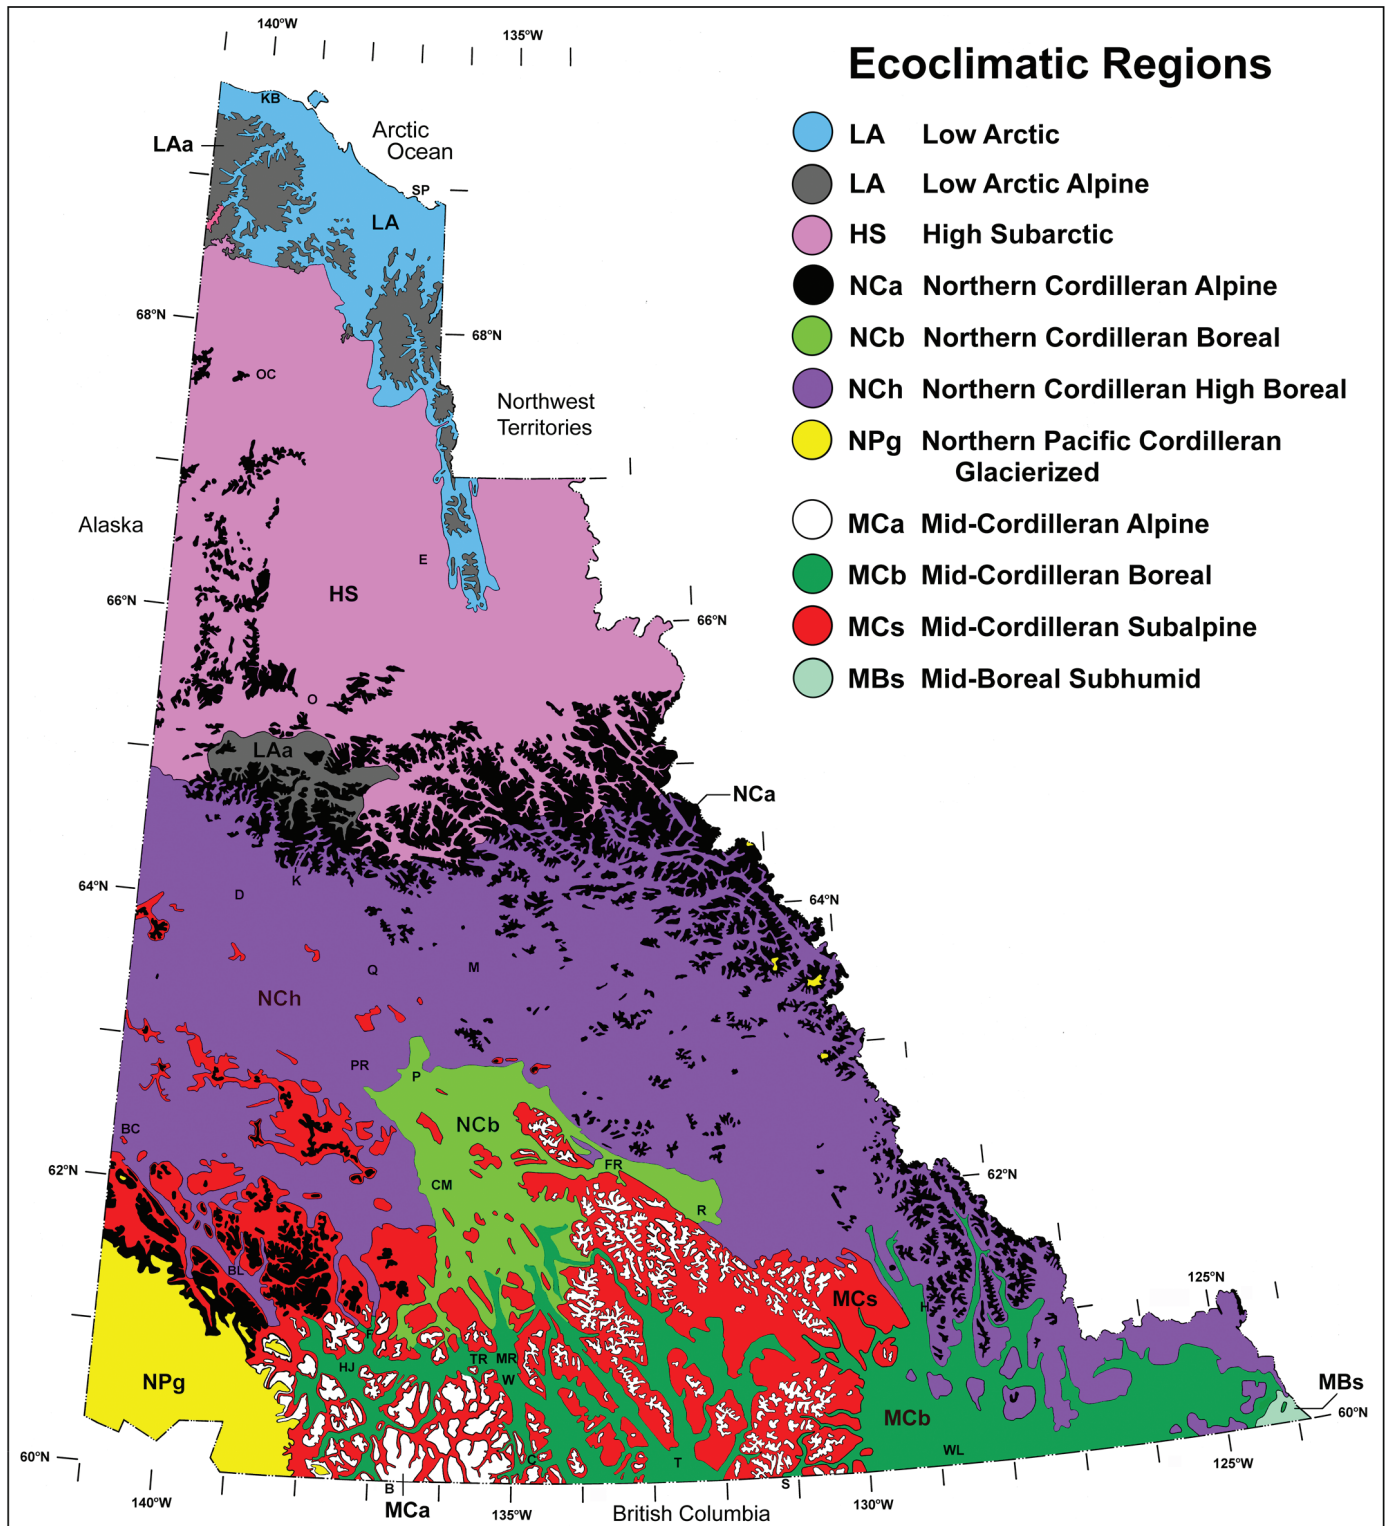 140°W
135°W
Ecoclimatic Regions
KB
LA Low Arctic
Arctic
Ocean
LAa
LA Low Arctic Alpine
SP
LA
HS High Subarctic
NCa Northern Cordilleran Alpine
68°N
68°N
NCb Northern Cordilleran Boreal
OC
NCh Northern Cordilleran High Boreal
Northwest
Territories
NPg Northern Pacific Cordilleran
Glacierized
Alaska
MCa Mid-Cordilleran Alpine
E
MCb Mid-Cordilleran Boreal
HS
66°N
66°N
MCs Mid-Cordilleran Subalpine
MBs Mid-Boreal Subhumid
O
LAa
NCa
K
64°N
D
64°N
Q
M
NCh
PR
P
NCb
BC
FR
62°N
62°N
CM
R
BL
125°N
MCs
H
F
TR MR
HJ
W
NPg
MBs
60°N
MCb
WL
60°N
C
T
125°W
S
B
140°W
MCa
135°W
130°W
British Columbia